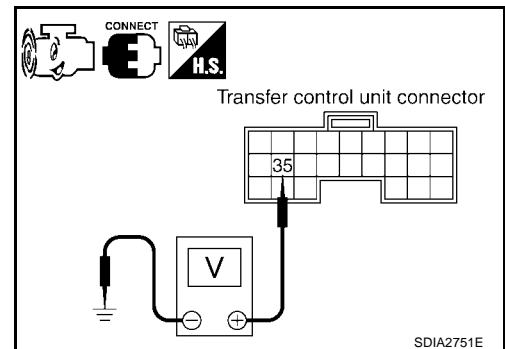 CONNECT
H.S.
Transfer control unit connector
35
V
− +
SDIA2751E